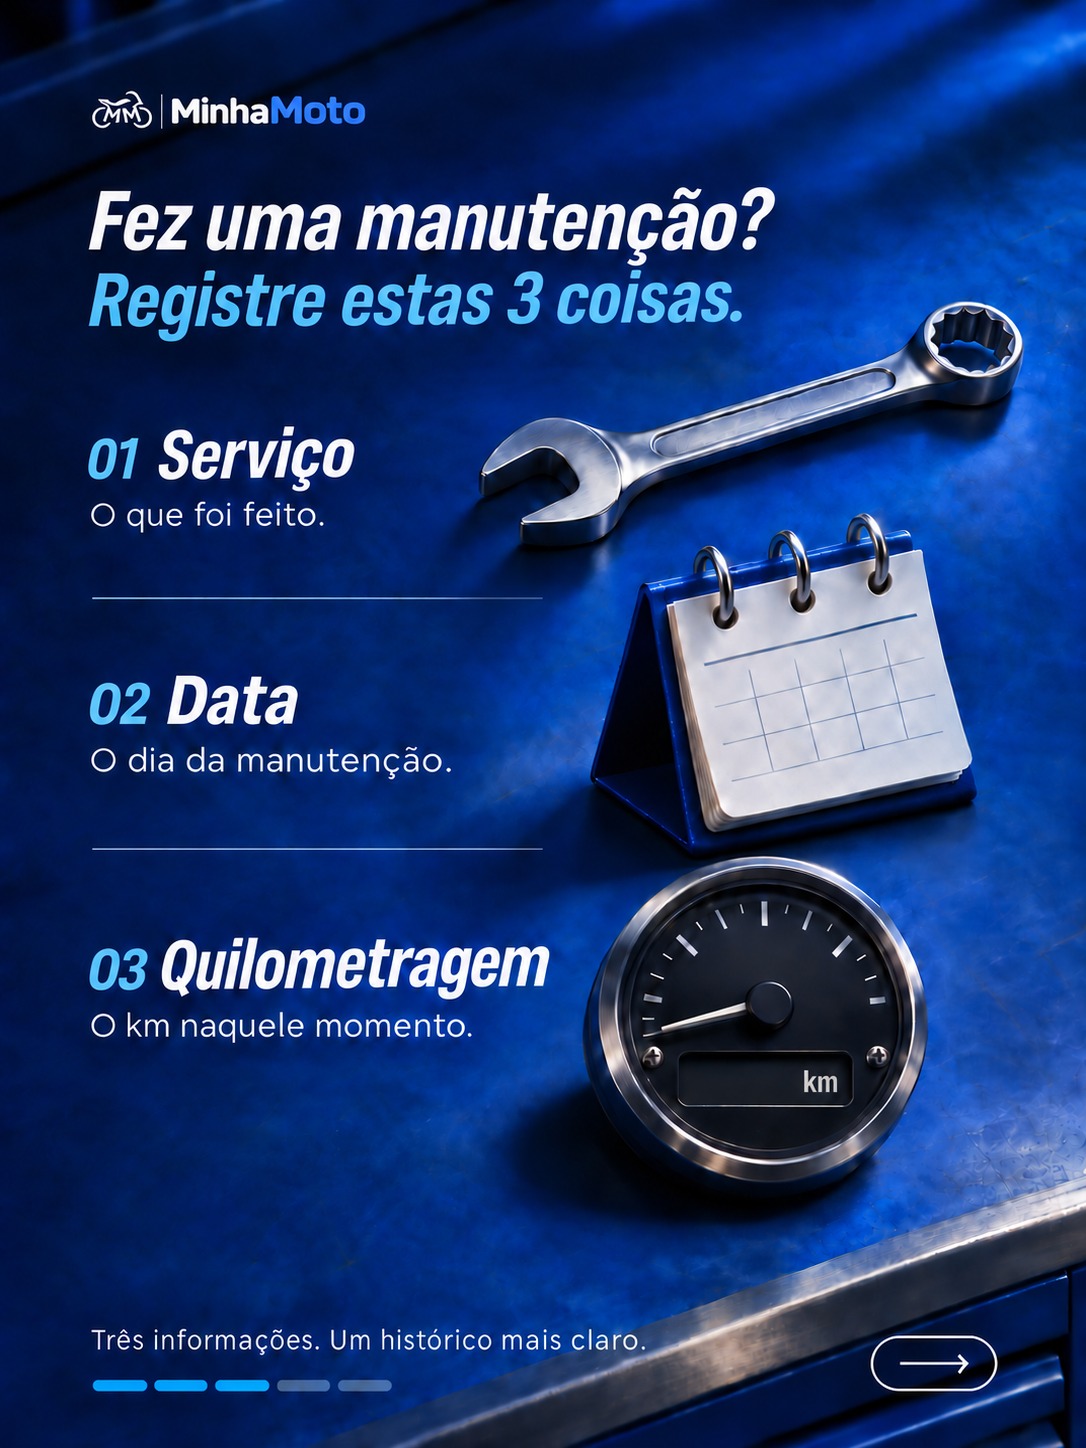 MM MinhaMoto
Fez uma manutenção?
Registre estas 3 coisas.
01 Serviço
O que foi feito.
02 Data
O dia da manutenção.
03 Quilometragem
O km naquele momento.
km
Três informações. Um histórico mais claro.